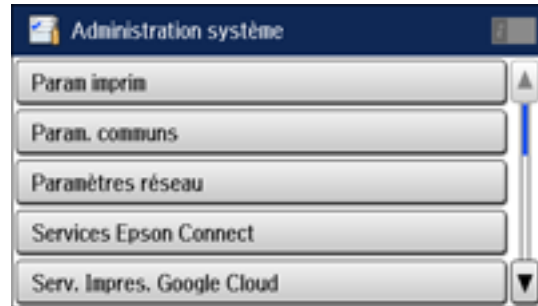 Administration système
Param imprim
Param. communs
Paramètres réseau
Services Epson Connect
Serv. Impres. Google Cloud